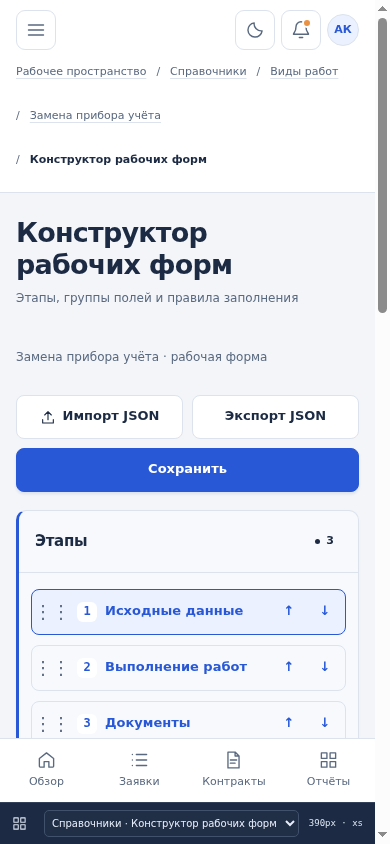 АК
Рабочее пространство / Справочники / Виды работ
/ Замена прибора учёта
/ Конструктор рабочих форм
Конструктор
рабочих форм
Этапы, группы полей и правила заполнения
Замена прибора учёта · рабочая форма
Импорт JSON
Экспорт JSON
Сохранить
Этапы
• 3
1 Исходные данные ↑ ↓
2 Выполнение работ ↑ ↓
3 Документы ↑ ↓
Обзор
Заявки
Контракты
Отчёты
Справочники · Конструктор рабочих форм
390px · xs